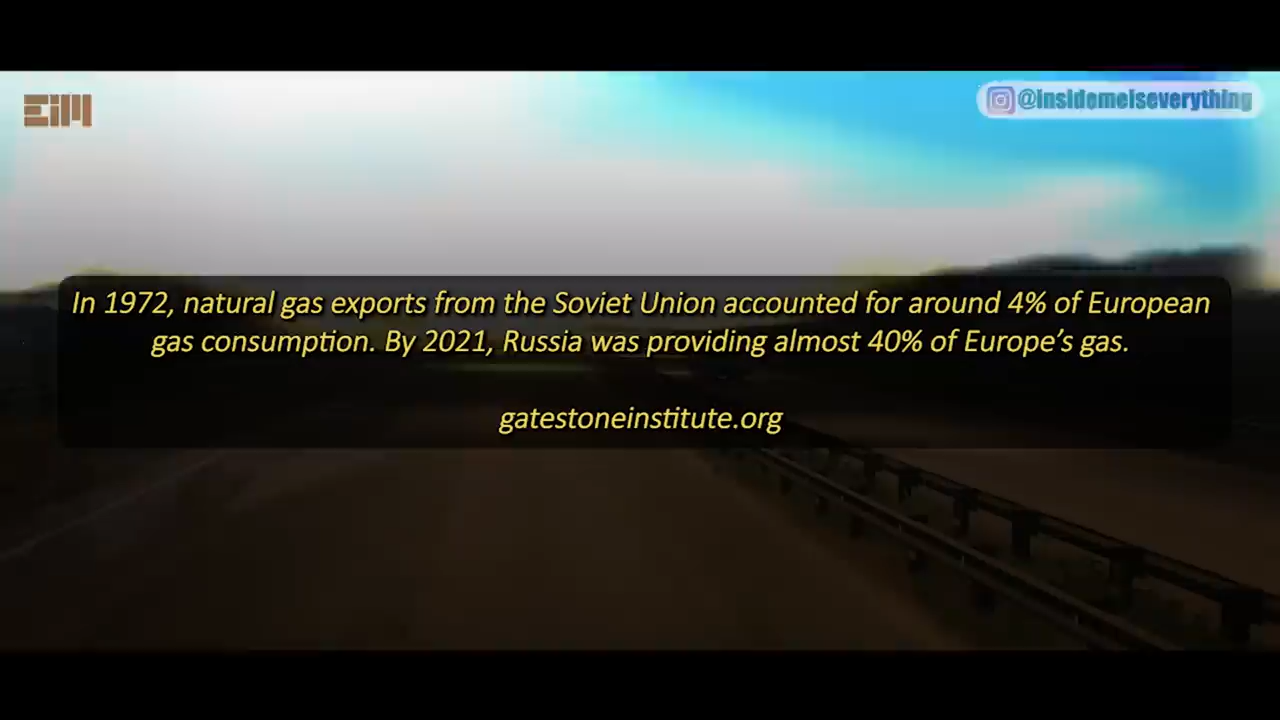 EiM
@insidemeiseverything
In 1972, natural gas exports from the Soviet Union accounted for around 4% of European
gas consumption. By 2021, Russia was providing almost 40% of Europe’s gas.
gatestoneinstitute.org